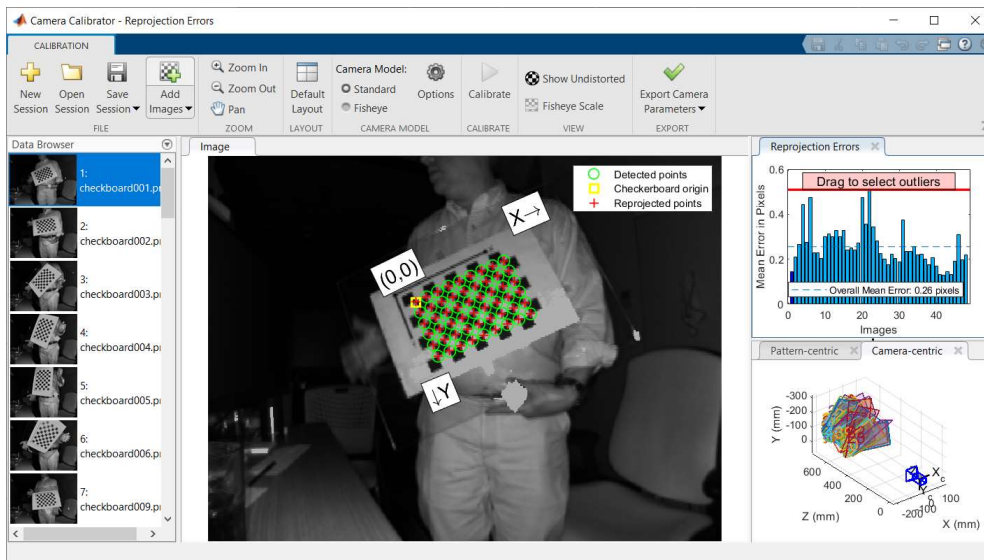 Camera Calibrator - Reprojection Errors
CALIBRATION
New Session
Open Session
Save Session
Add Images
FILE
Zoom In
Zoom Out
Pan
ZOOM
Default Layout
LAYOUT
Camera Model:
Standard
Fisheye
Options
CAMERA MODEL
Calibrate
CALIBRATE
Show Undistorted
Fisheye Scale
VIEW
Export Camera
Parameters
EXPORT
Data Browser
1:
checkboard001.p
2:
checkboard002.p
3:
checkboard003.p
4:
checkboard004.p
5:
checkboard005.p
6:
checkboard006.p
7:
checkboard009.p
Image
Detected points
Checkerboard origin
Reprojected points
X→
(0,0)
↓Y
Reprojection Errors
Drag to select outliers
Mean Error in Pixels
0.6
0.4
0.2
0
Overall Mean Error: 0.26 pixels
0 10 20 30 40
Images
Pattern-centric
Camera-centric
-300
-200
-100
0
Y (mm)
600
400
200
0
Z (mm)
-200
0
100
X (mm)
Xc
Yc